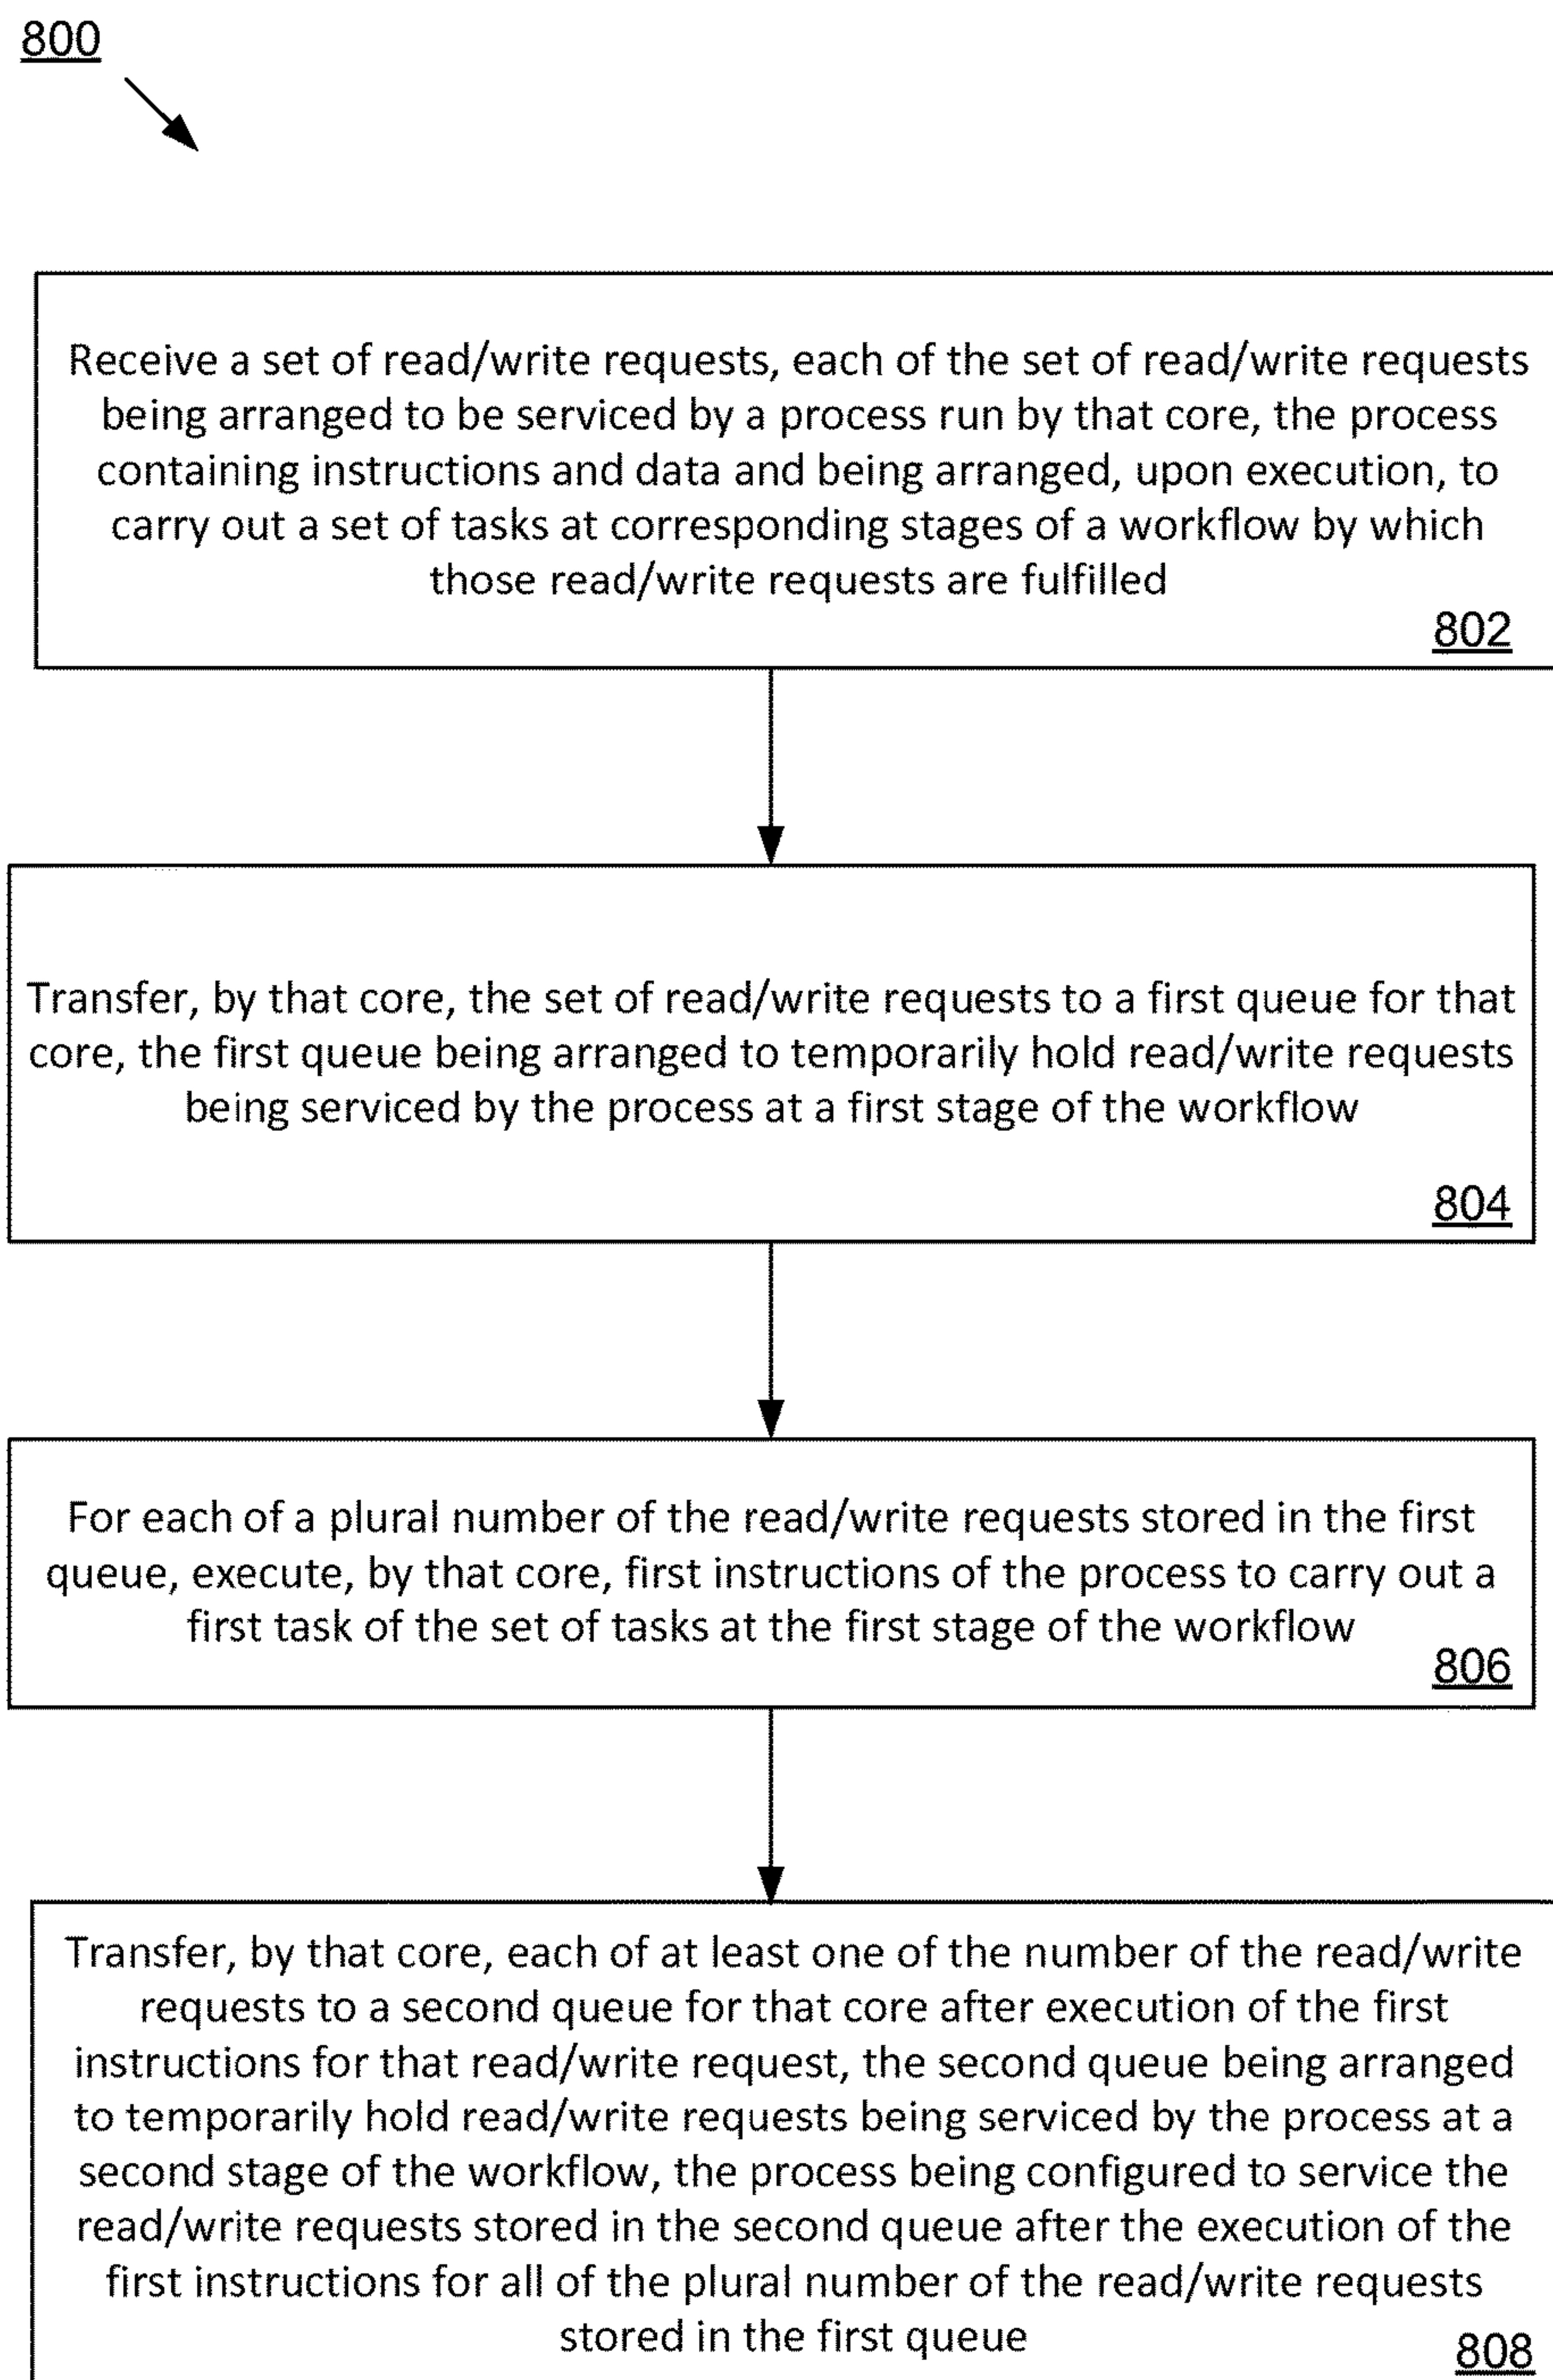 800
Receive a set of read/write requests, each of the set of read/write requests
being arranged to be serviced by a process run by that core, the process
containing instructions and data and being arranged, upon execution, to
carry out a set of tasks at corresponding stages of a workflow by which
those read/write requests are fulfilled
802
Transfer, by that core, the set of read/write requests to a first queue for that
core, the first queue being arranged to temporarily hold read/write requests
being serviced by the process at a first stage of the workflow
804
For each of a plural number of the read/write requests stored in the first
queue, execute, by that core, first instructions of the process to carry out a
first task of the set of tasks at the first stage of the workflow
806
Transfer, by that core, each of at least one of the number of the read/write
requests to a second queue for that core after execution of the first
instructions for that read/write request, the second queue being arranged
to temporarily hold read/write requests being serviced by the process at a
second stage of the workflow, the process being configured to service the
read/write requests stored in the second queue after the execution of the
first instructions for all of the plural number of the read/write requests
stored in the first queue
808